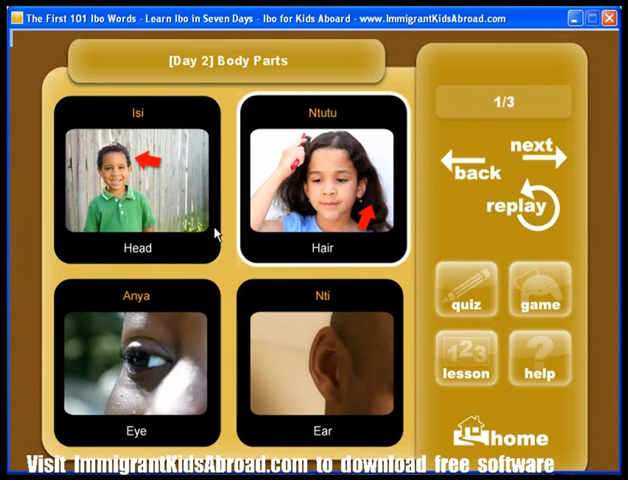 The First 101 Ibo Words - Learn Ibo in Seven Days - Ibo for Kids Aboard - www.ImmigrantKidsAbroad.com
[Day 2] Body Parts
1/3
Isi
Head
Ntutu
Hair
Anya
Eye
Nti
Ear
next
back
replay
quiz
game
123
lesson
?
help
home
Visit ImmigrantKidsAbroad.com to download free software